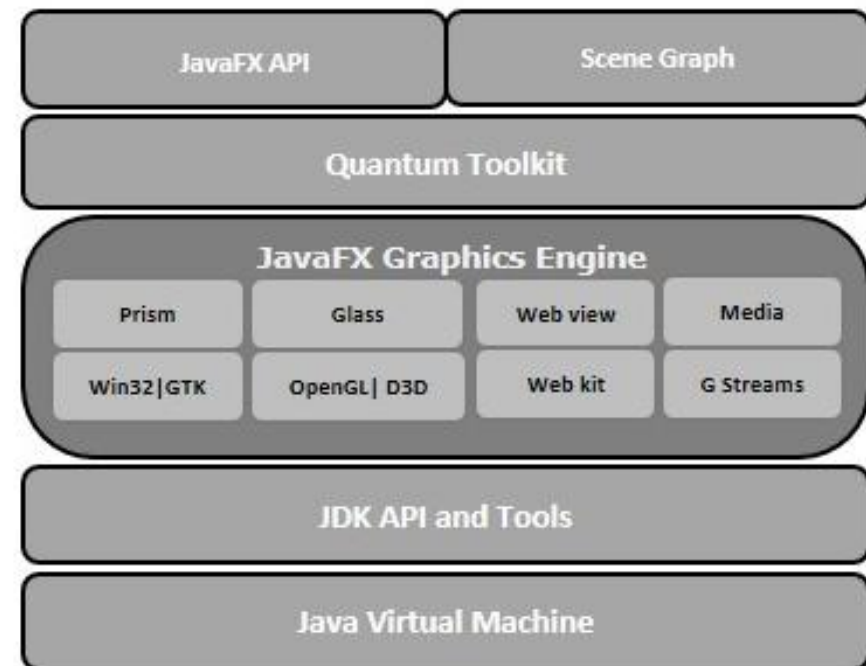 JavaFX API
Scene Graph
Quantum Toolkit
JavaFX Graphics Engine
Prism
Glass
Web view
Media
Win32|GTK
OpenGL| D3D
Web kit
G Streams
JDK API and Tools
Java Virtual Machine